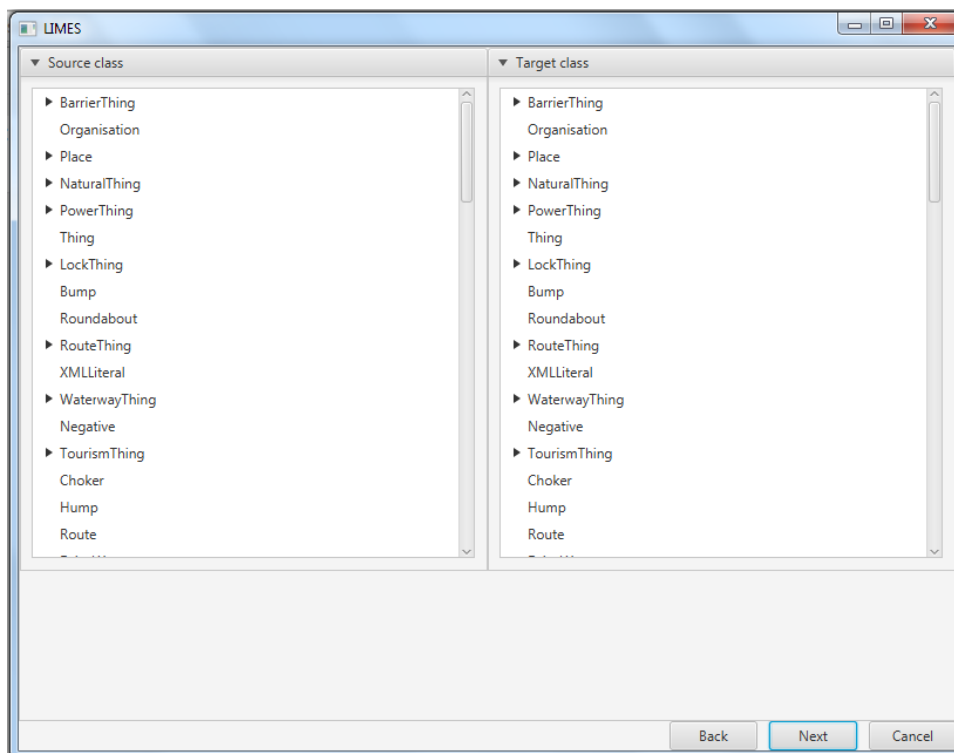 LIMES
Source class
BarrierThing
Organisation
Place
NaturalThing
PowerThing
Thing
LockThing
Bump
Roundabout
RouteThing
XMLLiteral
WaterwayThing
Negative
TourismThing
Choker
Hump
Route
Target class
BarrierThing
Organisation
Place
NaturalThing
PowerThing
Thing
LockThing
Bump
Roundabout
RouteThing
XMLLiteral
WaterwayThing
Negative
TourismThing
Choker
Hump
Route
Back Next Cancel